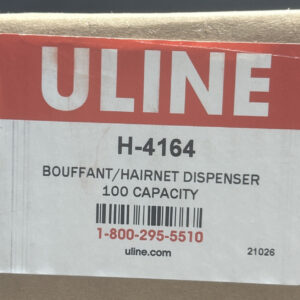 ULINE
H-4164
BOUFFANT/HAIRNET DISPENSER
100 CAPACITY
1-800-295-5510
uline.com
21026